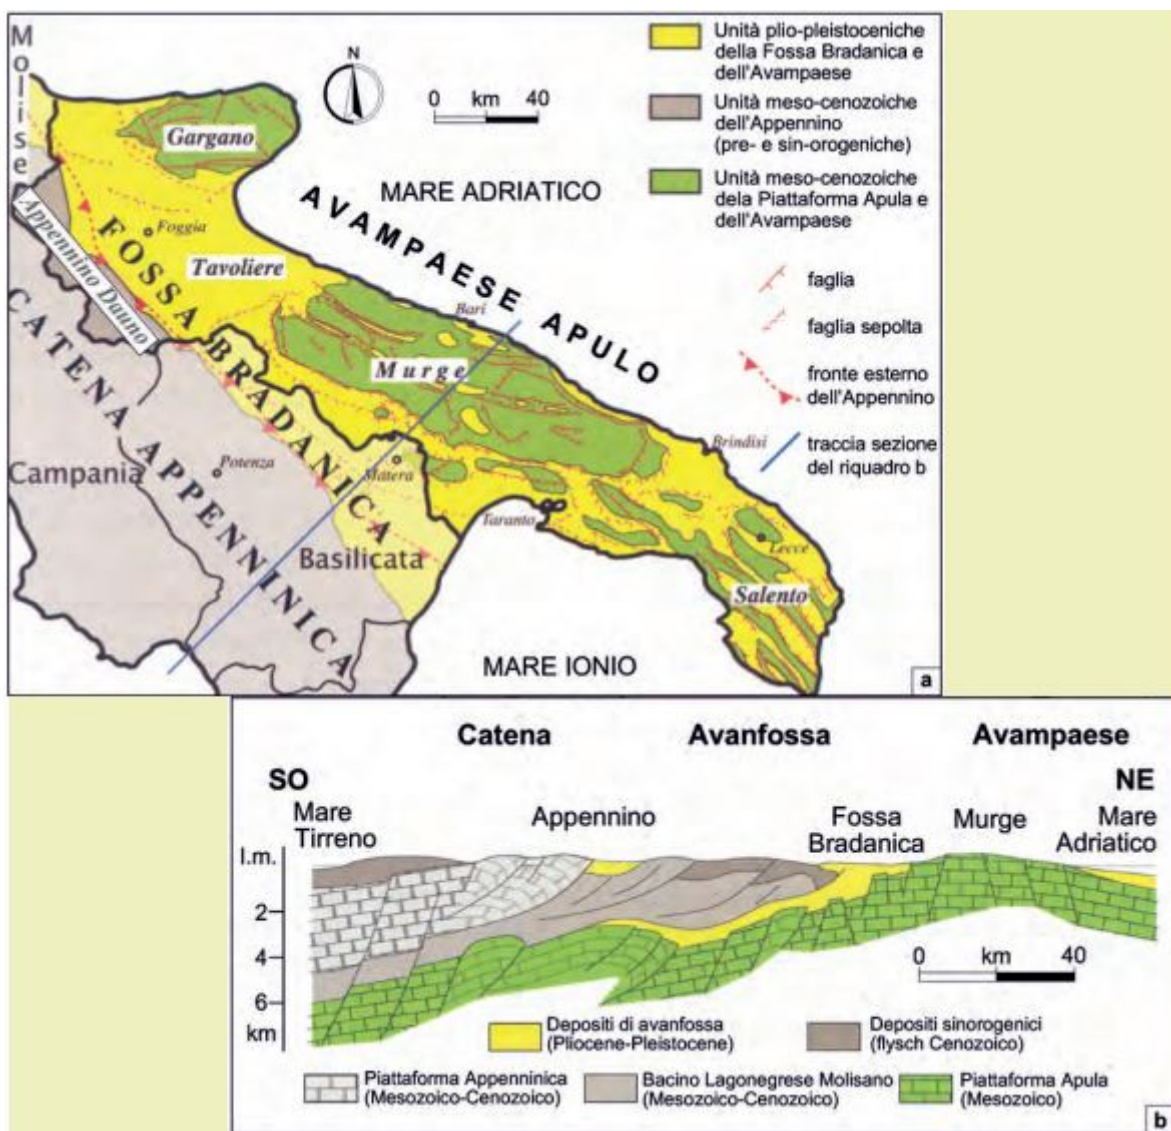 Molise
Unità plio-pleistoceniche
della Fossa Bradanica e
dell'Avampaese
Unità meso-cenozoiche
dell'Appennino
(pre- e sin-orogeniche)
Unità meso-cenozoiche
dela Piattaforma Apula e
dell'Avampaese
N
0 km 40
Gargano
MARE ADRIATICO
AVAMPAESE APULO
Foggia
Tavoliere
Appennino Dauno
FOSSA BRADANICA
CATENA APPENNINICA
Bari
Murge
faglia
faglia sepolta
fronte esterno
dell'Appennino
traccia sezione
del riquadro b
Brindisi
Campania
Potenza
Matera
Taranto
Basilicata
Lecce
Salento
MARE IONIO
a
Catena Avanfossa Avampaese
SO NE
Mare
Tirreno
Appennino
Fossa
Bradanica
Murge
Mare
Adriatico
l.m.
2
4
6
km
0 km 40
Depositi di avanfossa
(Pliocene-Pleistocene)
Depositi sinorogenici
(flysch Cenozoico)
Piattaforma Appenninica
(Mesozoico-Cenozoico)
Bacino Lagonegrese Molisano
(Mesozoico-Cenozoico)
Piattaforma Apula
(Mesozoico)
b